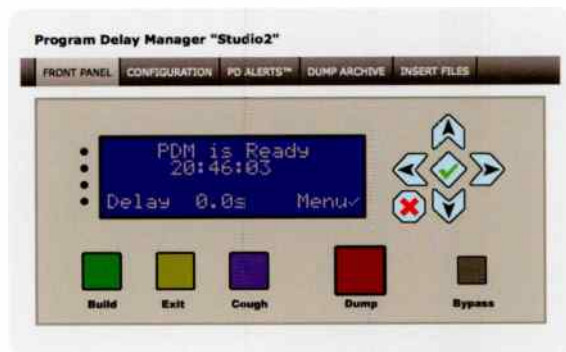 Program Delay Manager "Studio2"
FRONT PANEL CONFIGURATION PD ALERTS™ DUMP ARCHIVE INSERT FILES
PDM is Ready
20:46:03
Delay 0.0s Menu✓
Build Exit Cough Dump Bypass